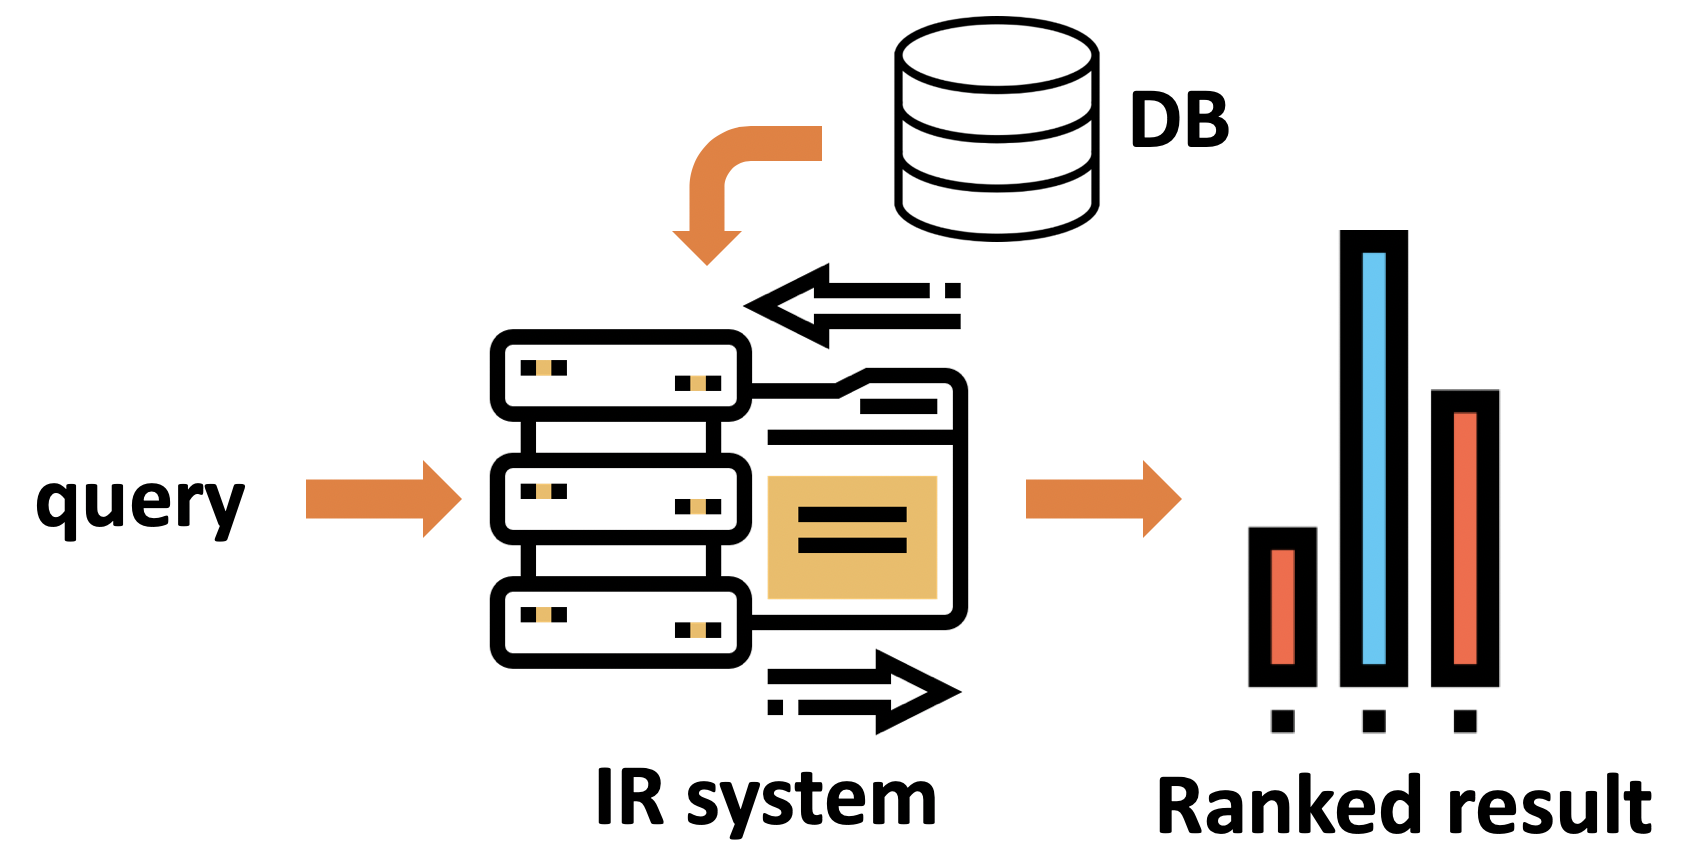 DB
query
IR system
Ranked result